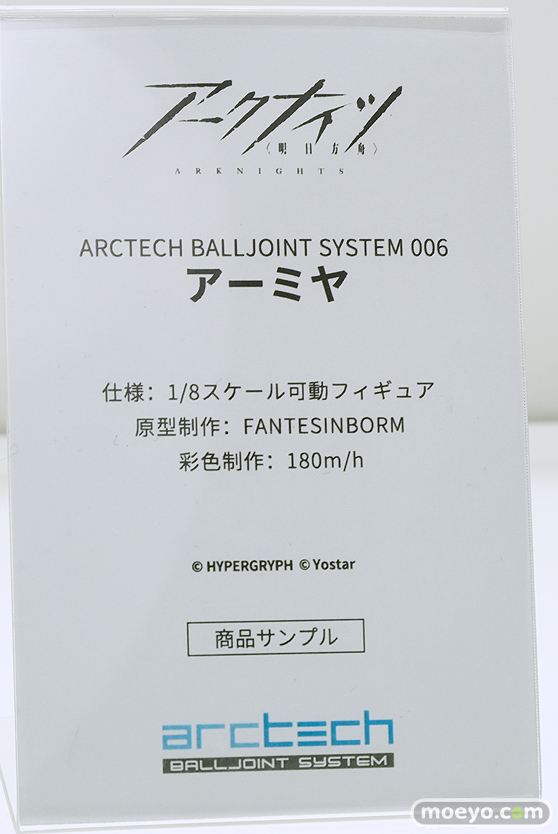 アークナイツ
〈明日方舟〉
ARKNIGHTS
ARCTECH BALLJOINT SYSTEM 006
アーミヤ
仕様：1/8スケール可動フィギュア
原型制作：FANTESINBORM
彩色制作：180m/h
© HYPERGRYPH © Yostar
商品サンプル
arctech
BALLJOINT SYSTEM
moeyo.com